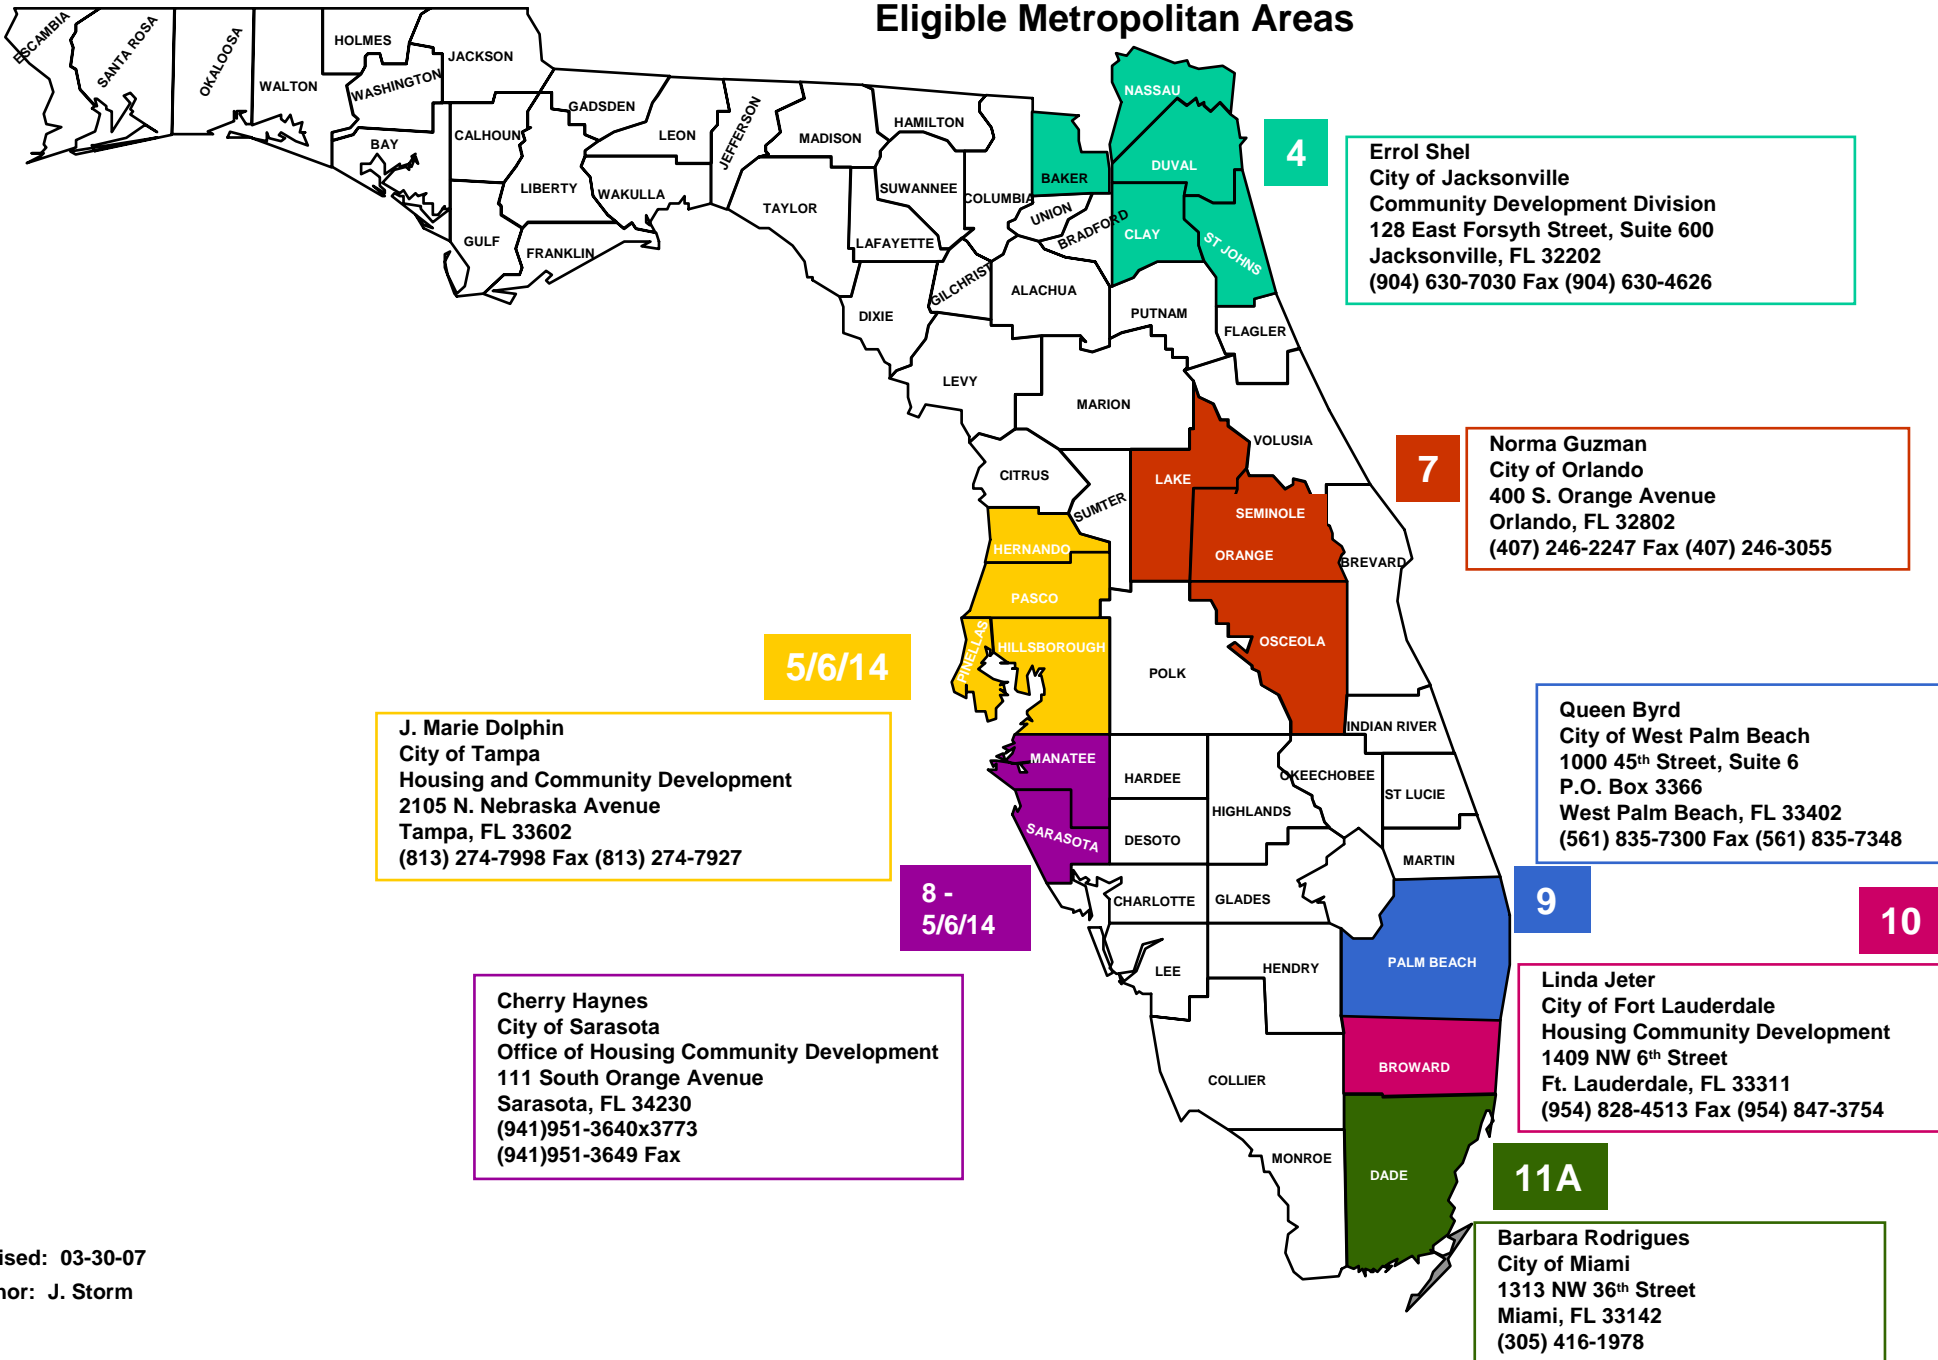 Eligible Metropolitan Areas
ESCAMBIA
SANTA ROSA
OKALOOSA
WALTON
HOLMES
WASHINGTON
JACKSON
BAY
CALHOUN
GULF
GADSDEN
LIBERTY
FRANKLIN
LEON
WAKULLA
JEFFERSON
MADISON
TAYLOR
HAMILTON
SUWANNEE
LAFAYETTE
COLUMBIA
DIXIE
GILCHRIST
BAKER
UNION
BRADFORD
ALACHUA
NASSAU
DUVAL
CLAY
ST JOHNS
PUTNAM
FLAGLER
LEVY
MARION
VOLUSIA
CITRUS
SUMTER
LAKE
SEMINOLE
ORANGE
BREVARD
HERNANDO
PASCO
PINELLAS
HILLSBOROUGH
POLK
OSCEOLA
INDIAN RIVER
MANATEE
HARDEE
HIGHLANDS
OKEECHOBEE
ST LUCIE
SARASOTA
DESOTO
MARTIN
CHARLOTTE
GLADES
LEE
HENDRY
PALM BEACH
COLLIER
BROWARD
MONROE
DADE
4
Errol Shel
City of Jacksonville
Community Development Division
128 East Forsyth Street, Suite 600
Jacksonville, FL 32202
(904) 630-7030 Fax (904) 630-4626
7
Norma Guzman
City of Orlando
400 S. Orange Avenue
Orlando, FL 32802
(407) 246-2247 Fax (407) 246-3055
5/6/14
J. Marie Dolphin
City of Tampa
Housing and Community Development
2105 N. Nebraska Avenue
Tampa, FL 33602
(813) 274-7998 Fax (813) 274-7927
8 -
5/6/14
Cherry Haynes
City of Sarasota
Office of Housing Community Development
111 South Orange Avenue
Sarasota, FL 34230
(941)951-3640x3773
(941)951-3649 Fax
Queen Byrd
City of West Palm Beach
1000 45th Street, Suite 6
P.O. Box 3366
West Palm Beach, FL 33402
(561) 835-7300 Fax (561) 835-7348
9
10
Linda Jeter
City of Fort Lauderdale
Housing Community Development
1409 NW 6th Street
Ft. Lauderdale, FL 33311
(954) 828-4513 Fax (954) 847-3754
11A
Barbara Rodrigues
City of Miami
1313 NW 36th Street
Miami, FL 33142
(305) 416-1978
ised: 03-30-07
hor: J. Storm